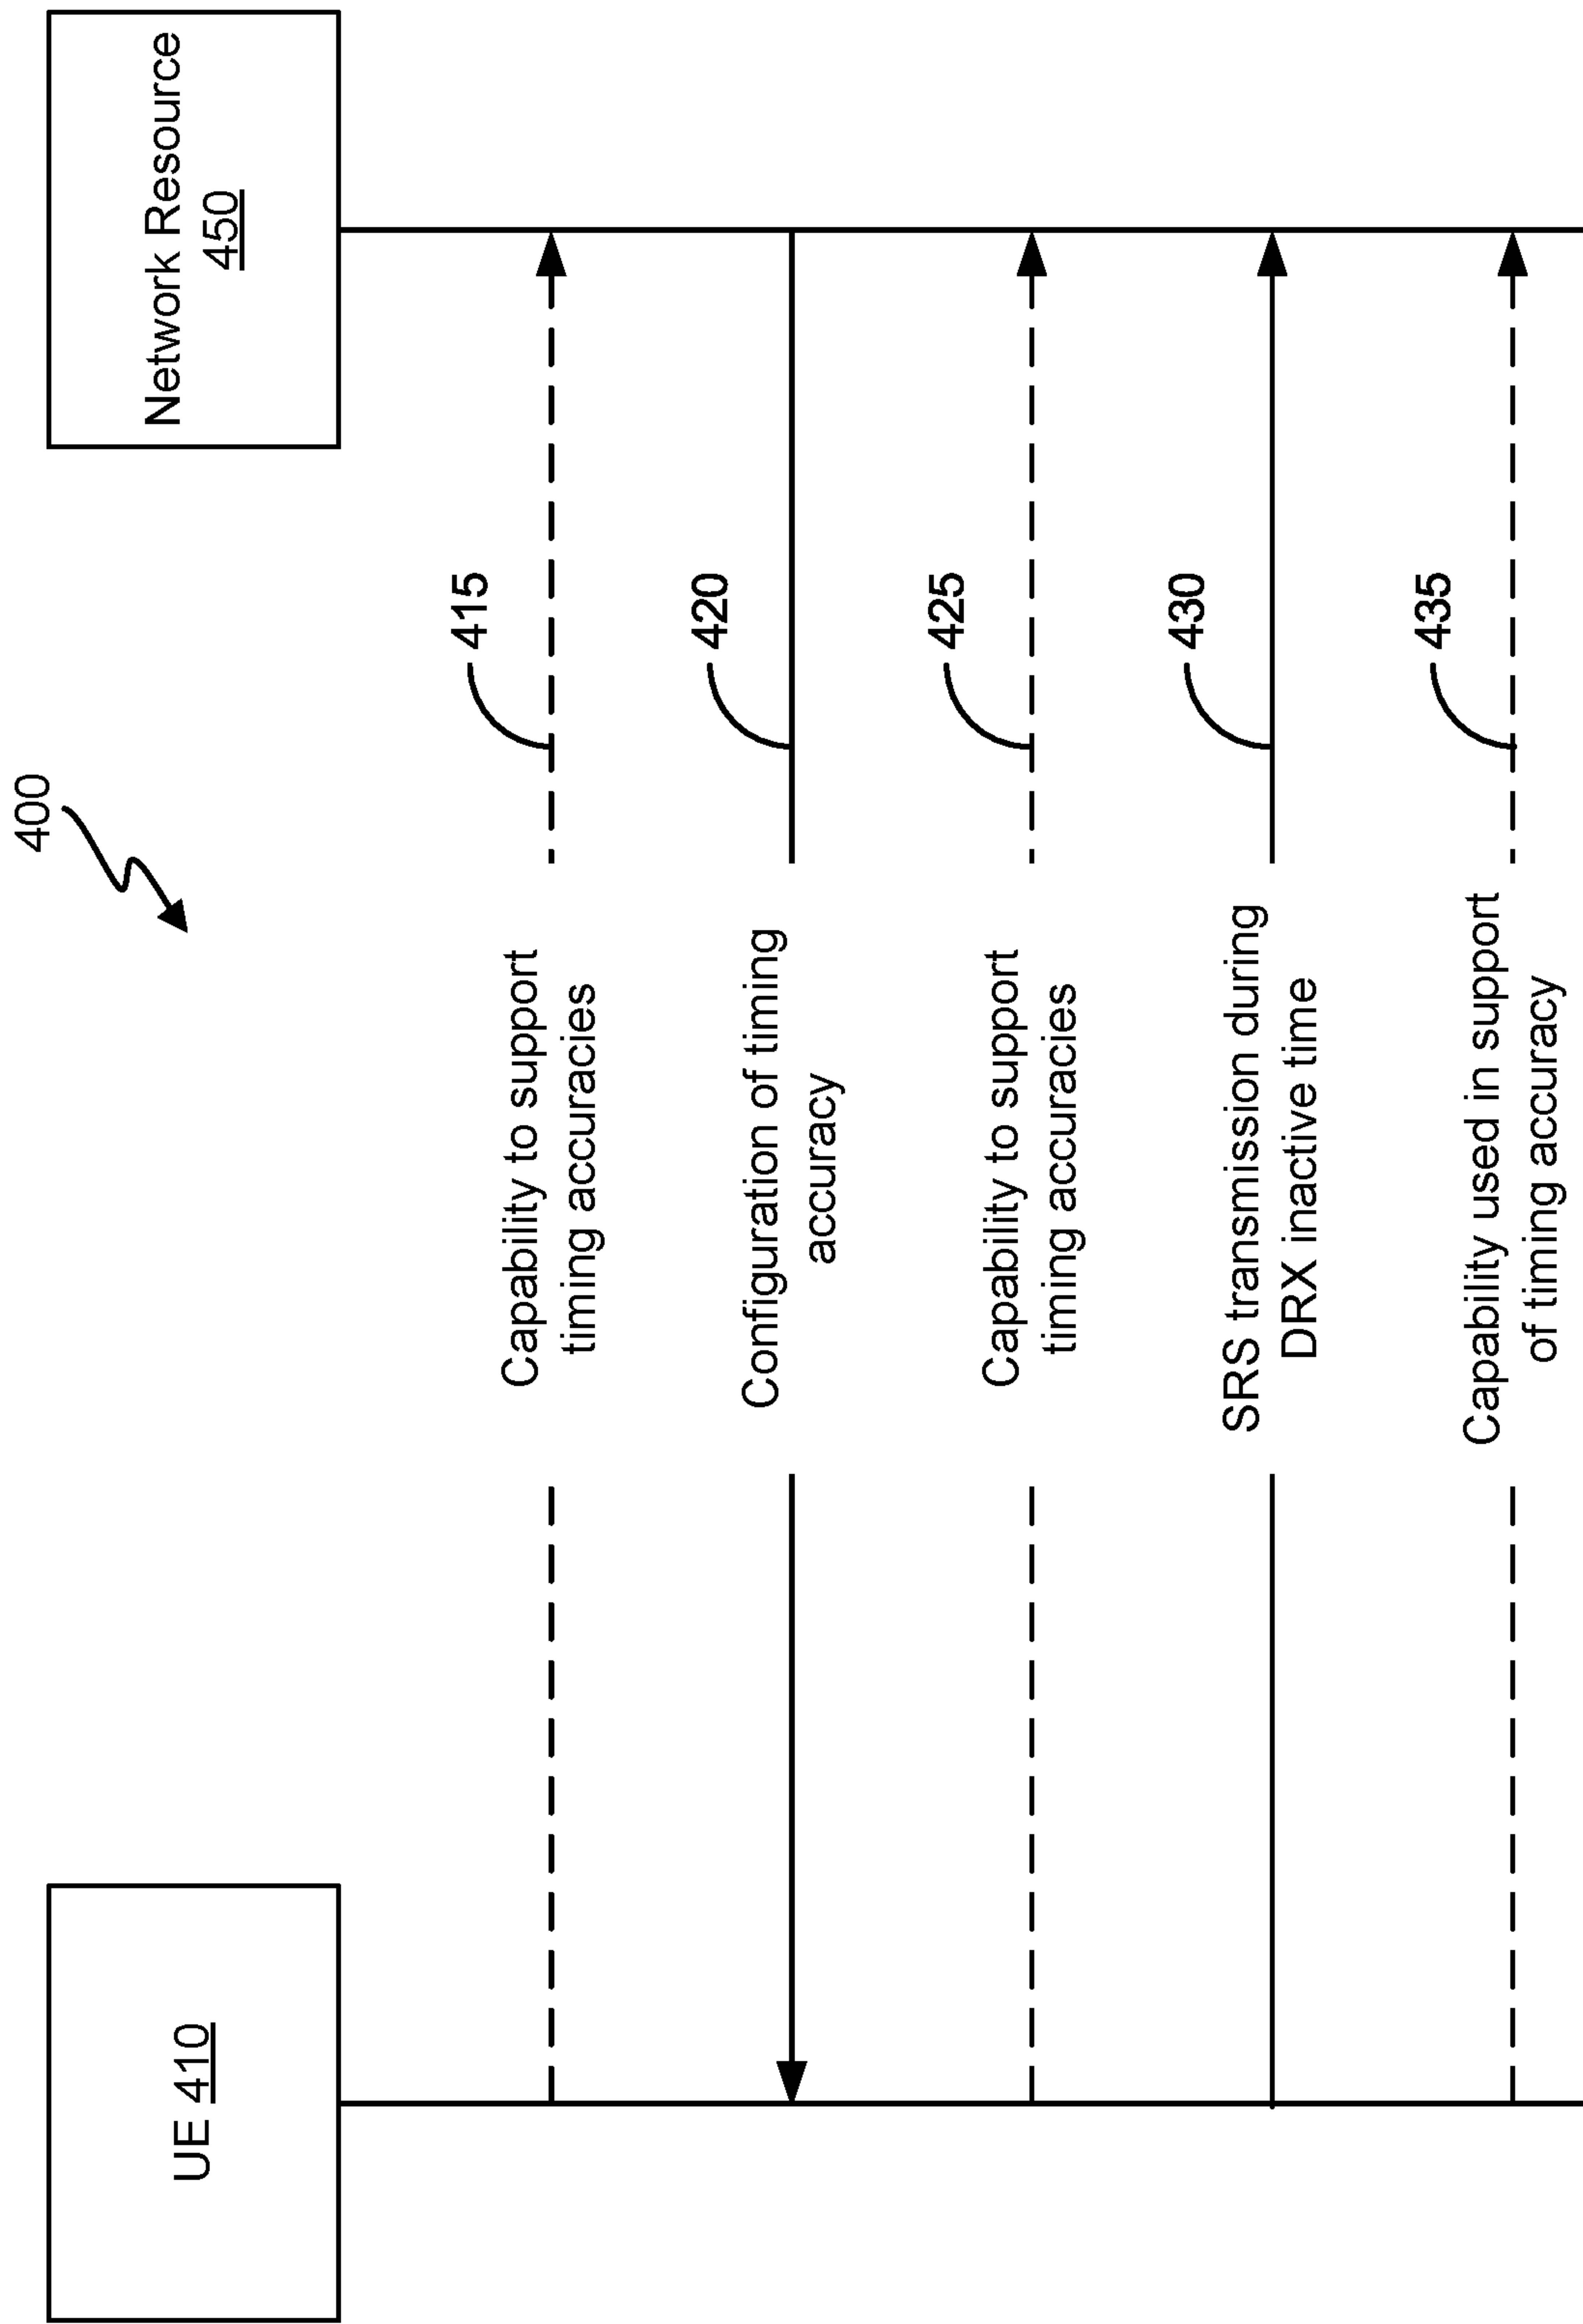 400
UE 410
Network Resource
450
415
Capability to support
timing accuracies
420
Configuration of timing
accuracy
425
Capability to support
timing accuracies
430
SRS transmission during
DRX inactive time
435
Capability used in support
of timing accuracy